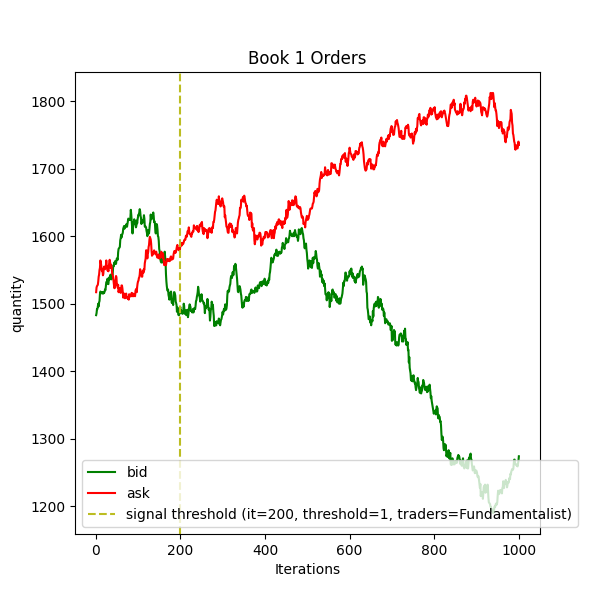 Book 1 Orders
1800
1700
1600
1500
1400
1300
1200
quantity
bid
ask
signal threshold (it=200, threshold=1, traders=Fundamentalist)
0 200 400 600 800 1000
Iterations